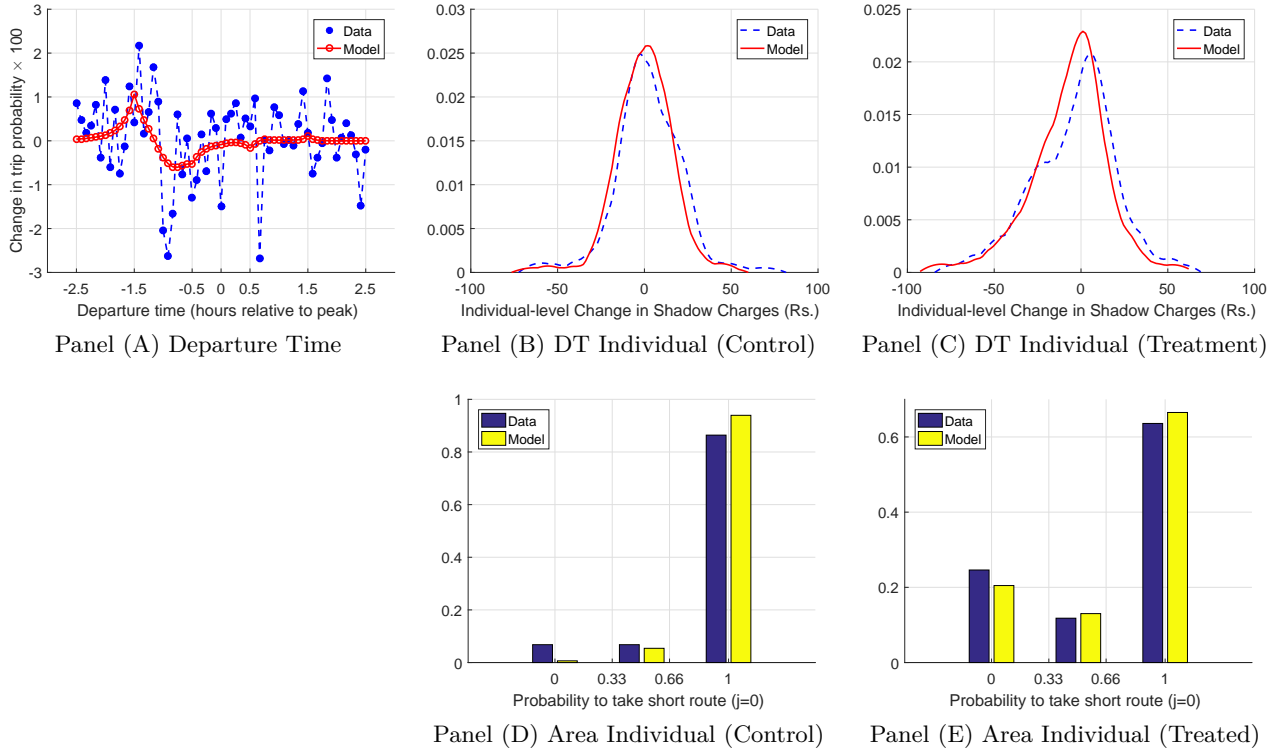 Change in trip probability × 100
3
2
1
0
-1
-2
-3
-2.5
-1.5
-0.5
0
0.5
1.5
2.5
Data
Model
Departure time (hours relative to peak)
Panel (A) Departure Time
0.03
0.025
0.02
0.015
0.01
0.005
0
-100
-50
0
50
100
Data
Model
Individual-level Change in Shadow Charges (Rs.)
Panel (B) DT Individual (Control)
0.025
0.02
0.015
0.01
0.005
0
-100
-50
0
50
100
Data
Model
Individual-level Change in Shadow Charges (Rs.)
Panel (C) DT Individual (Treatment)
1
0.8
0.6
0.4
0.2
0
0
0.33
0.66
1
Data
Model
Probability to take short route (j=0)
Panel (D) Area Individual (Control)
0.6
0.4
0.2
0
0
0.33
0.66
1
Data
Model
Probability to take short route (j=0)
Panel (E) Area Individual (Treated)